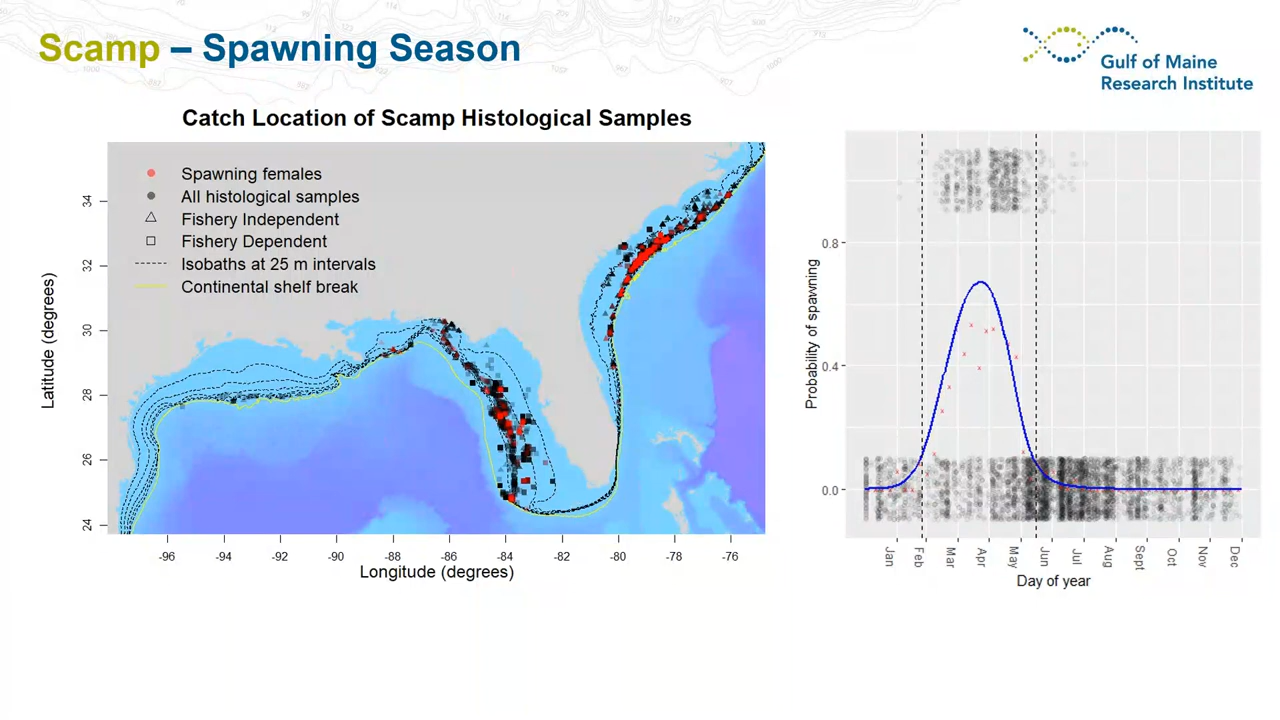 Scamp – Spawning Season
Gulf of Maine
Research Institute
Catch Location of Scamp Histological Samples
Spawning females
All histological samples
Fishery Independent
Fishery Dependent
Isobaths at 25 m intervals
Continental shelf break
Latitude (degrees)
34
32
30
28
26
24
-96
-94
-92
-90
-88
-86
-84
-82
-80
-78
-76
Longitude (degrees)
Probability of spawning
0.8
0.4
0.0
Jan
Feb
Mar
Apr
May
Jun
Jul
Aug
Sept
Oct
Nov
Dec
Day of year